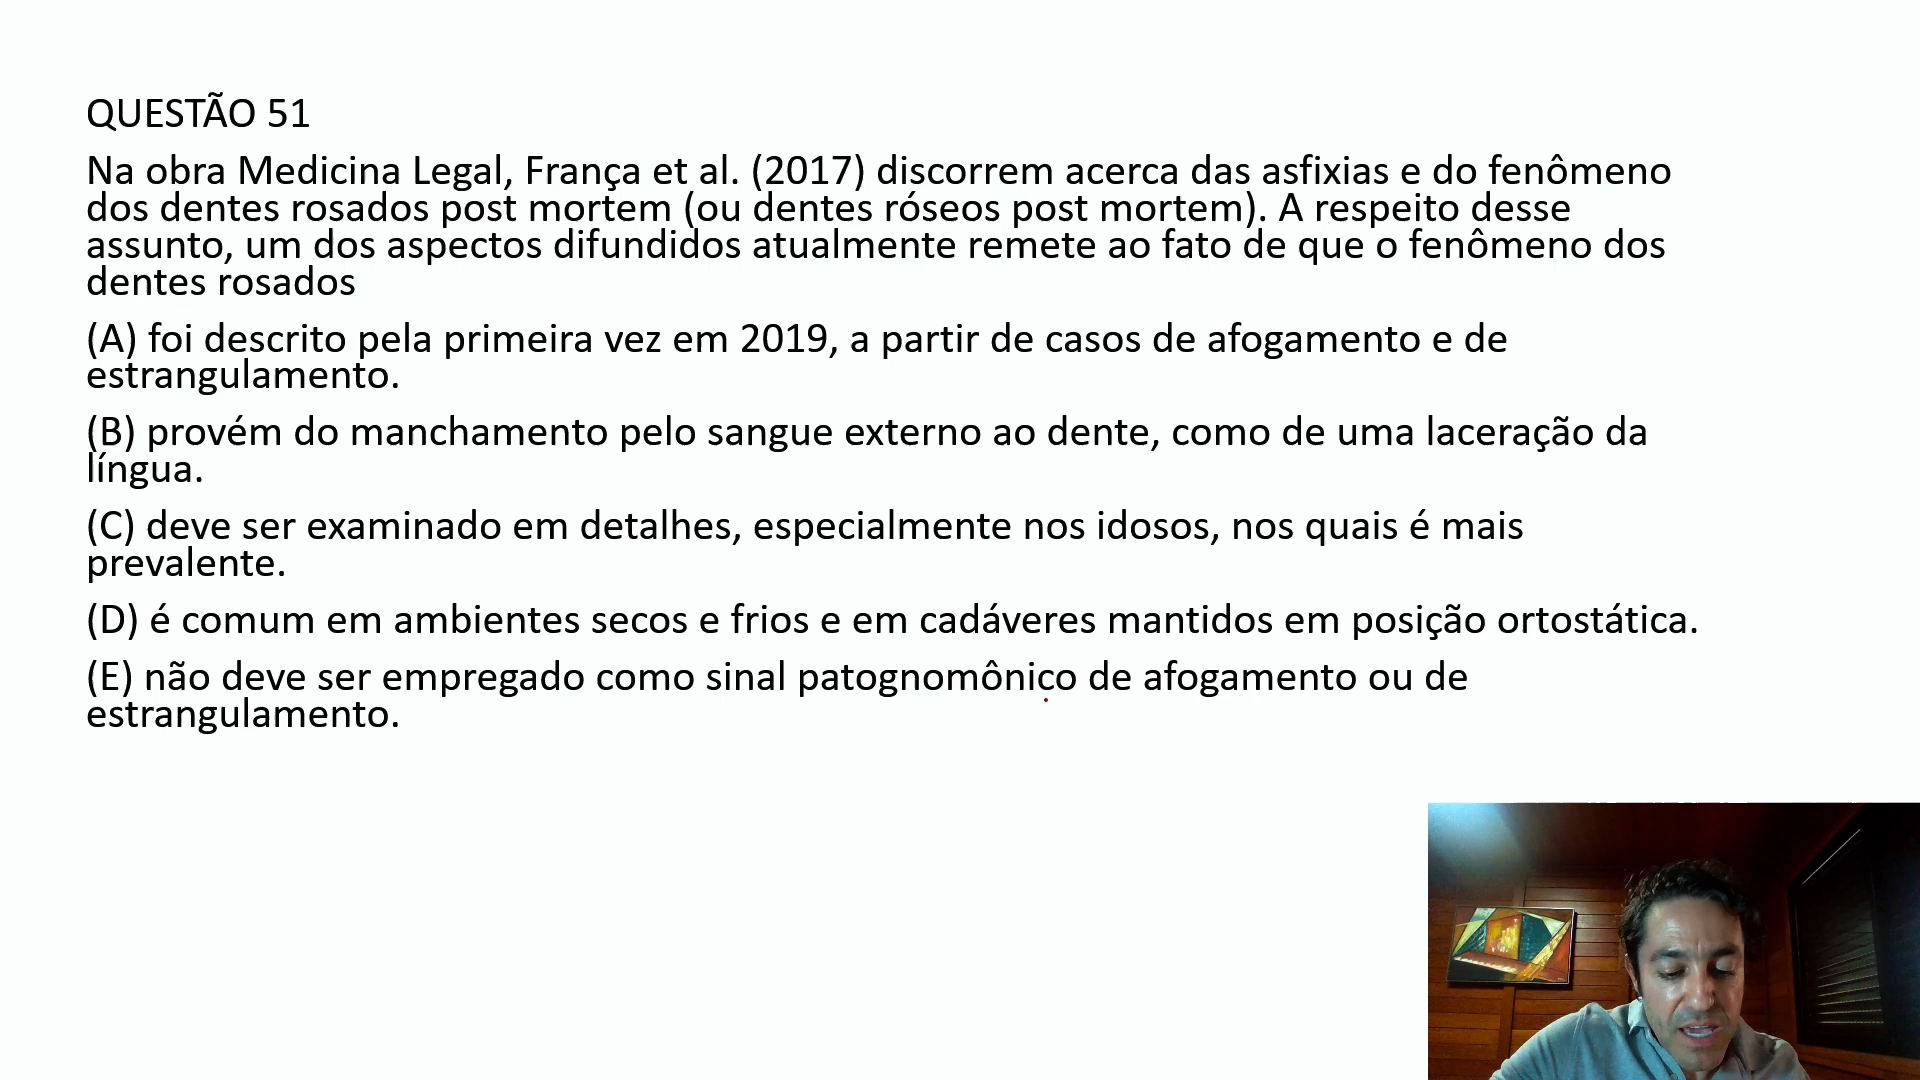 QUESTÃO 51
Na obra Medicina Legal, França et al. (2017) discorrem acerca das asfixias e do fenômeno
dos dentes rosados post mortem (ou dentes róseos post mortem). A respeito desse
assunto, um dos aspectos difundidos atualmente remete ao fato de que o fenômeno dos
dentes rosados
(A) foi descrito pela primeira vez em 2019, a partir de casos de afogamento e de
estrangulamento.
(B) provém do manchamento pelo sangue externo ao dente, como de uma laceração da
língua.
(C) deve ser examinado em detalhes, especialmente nos idosos, nos quais é mais
prevalente.
(D) é comum em ambientes secos e frios e em cadáveres mantidos em posição ortostática.
(E) não deve ser empregado como sinal patognomônico de afogamento ou de
estrangulamento.